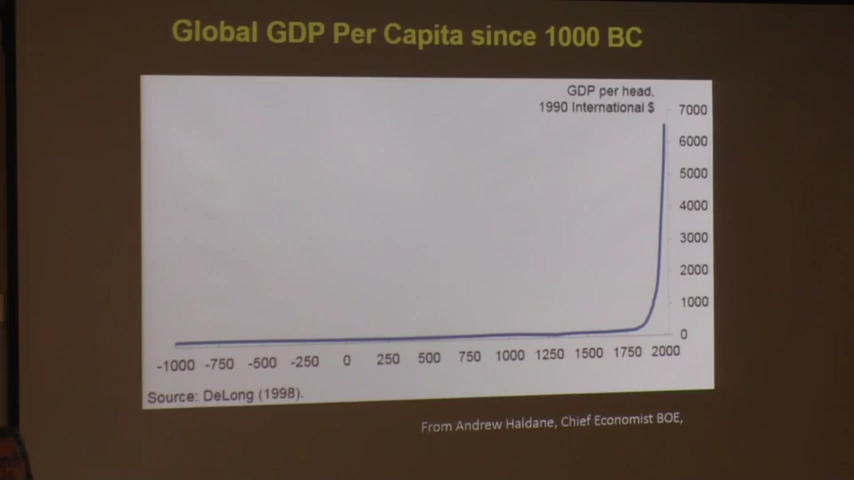 Global GDP Per Capita since 1000 BC
GDP per head,
1990 International $
7000
6000
5000
4000
3000
2000
1000
0
-1000 -750 -500 -250 0 250 500 750 1000 1250 1500 1750 2000
Source: DeLong (1998).
From Andrew Haldane, Chief Economist BOE,